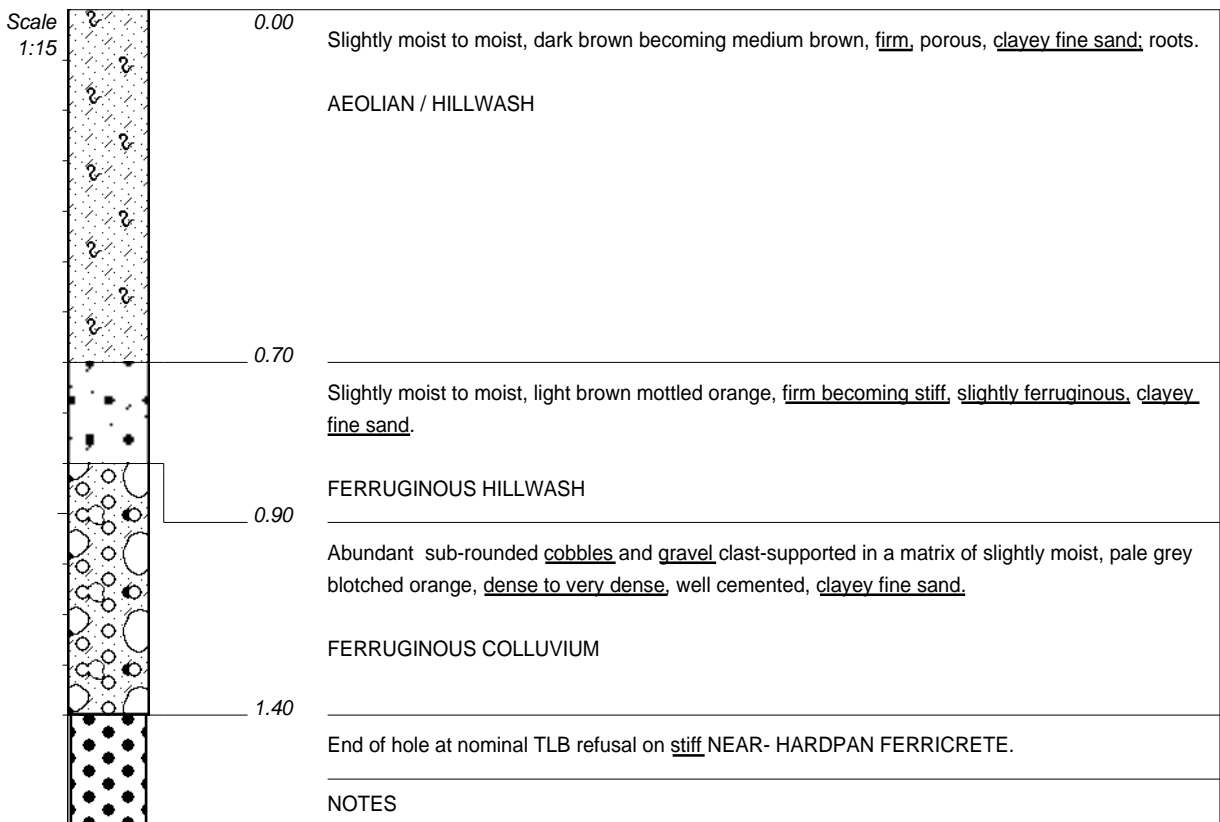 Scale
1:15
0.00
Slightly moist to moist, dark brown becoming medium brown, firm, porous, clayey fine sand; roots.
AEOLIAN / HILLWASH
0.70
Slightly moist to moist, light brown mottled orange, firm becoming stiff, slightly ferruginous, clayey
fine sand.
FERRUGINOUS HILLWASH
0.90
Abundant sub-rounded cobbles and gravel clast-supported in a matrix of slightly moist, pale grey
blotched orange, dense to very dense, well cemented, clayey fine sand.
FERRUGINOUS COLLUVIUM
1.40
End of hole at nominal TLB refusal on stiff NEAR- HARDPAN FERRICRETE.
NOTES